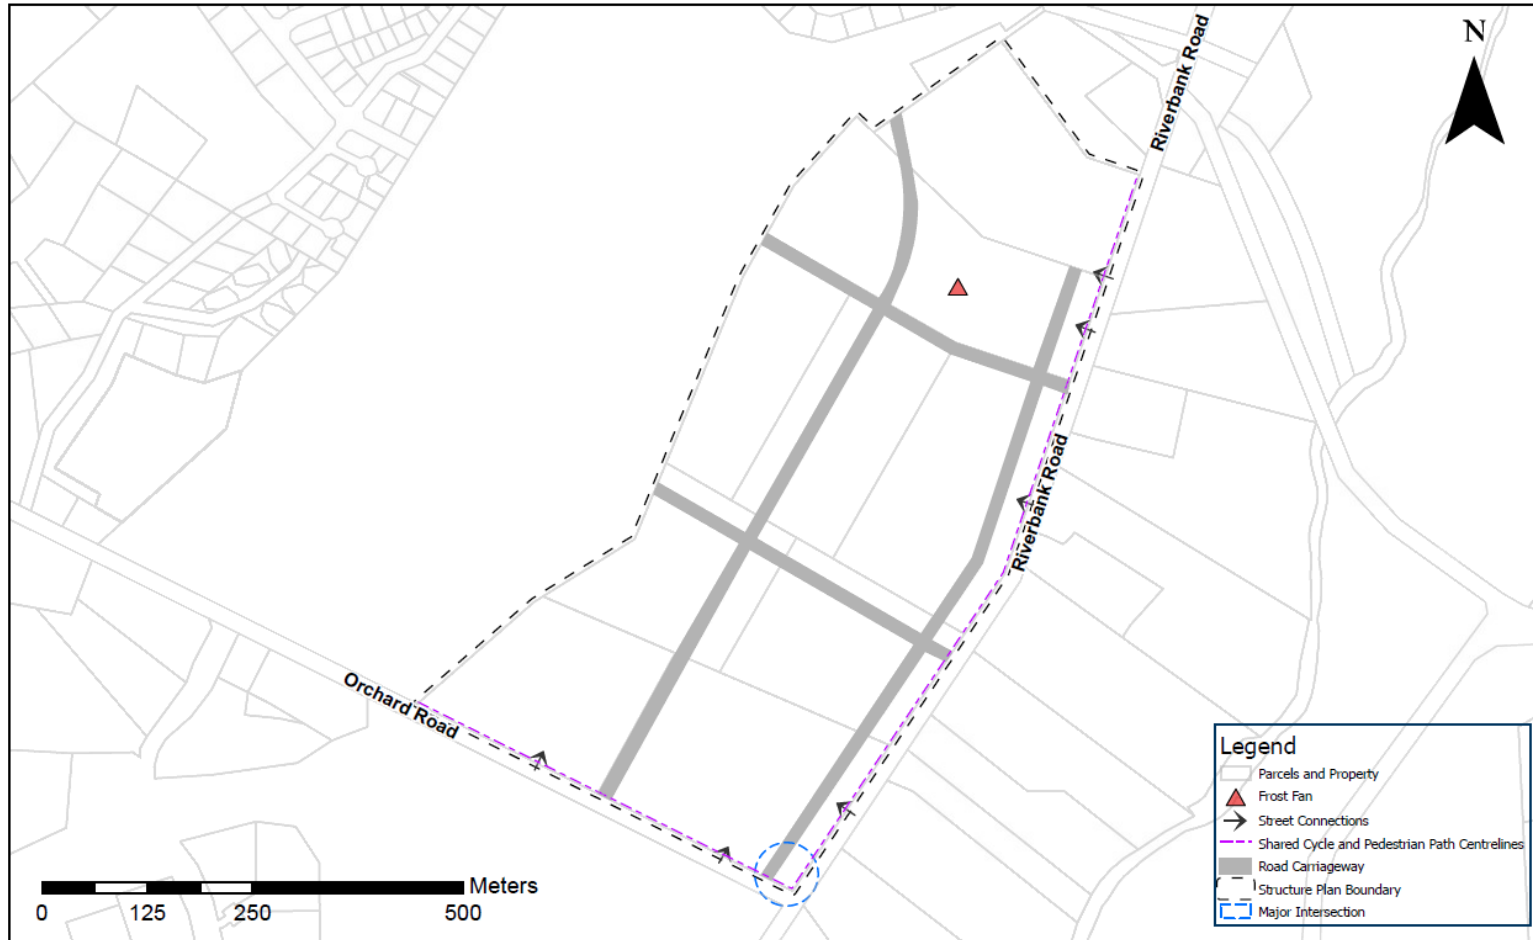 N
Riverbank Road
Riverbank Road
Orchard Road
Legend
Parcels and Property
Frost Fan
Street Connections
Shared Cycle and Pedestrian Path Centrelines
Road Carriageway
Structure Plan Boundary
Major Intersection
Meters
0 125 250 500